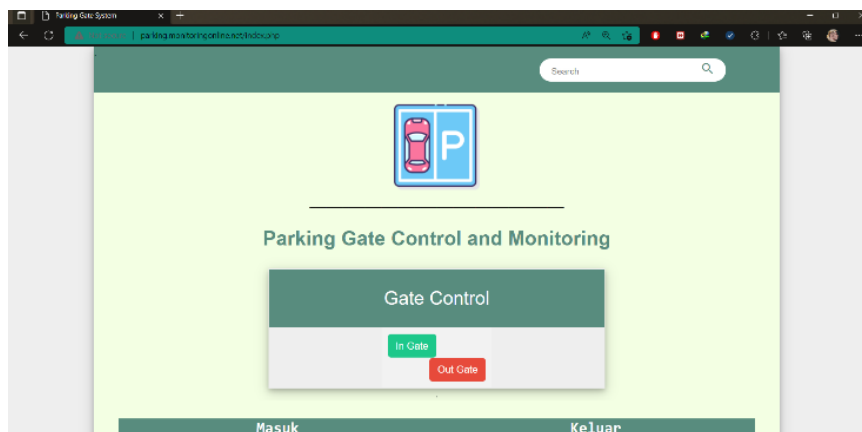 Parking Gate System
parking.monitoringonline.net/index.php
Search
P
Parking Gate Control and Monitoring
Gate Control
In Gate
Out Gate
Masuk Keluar